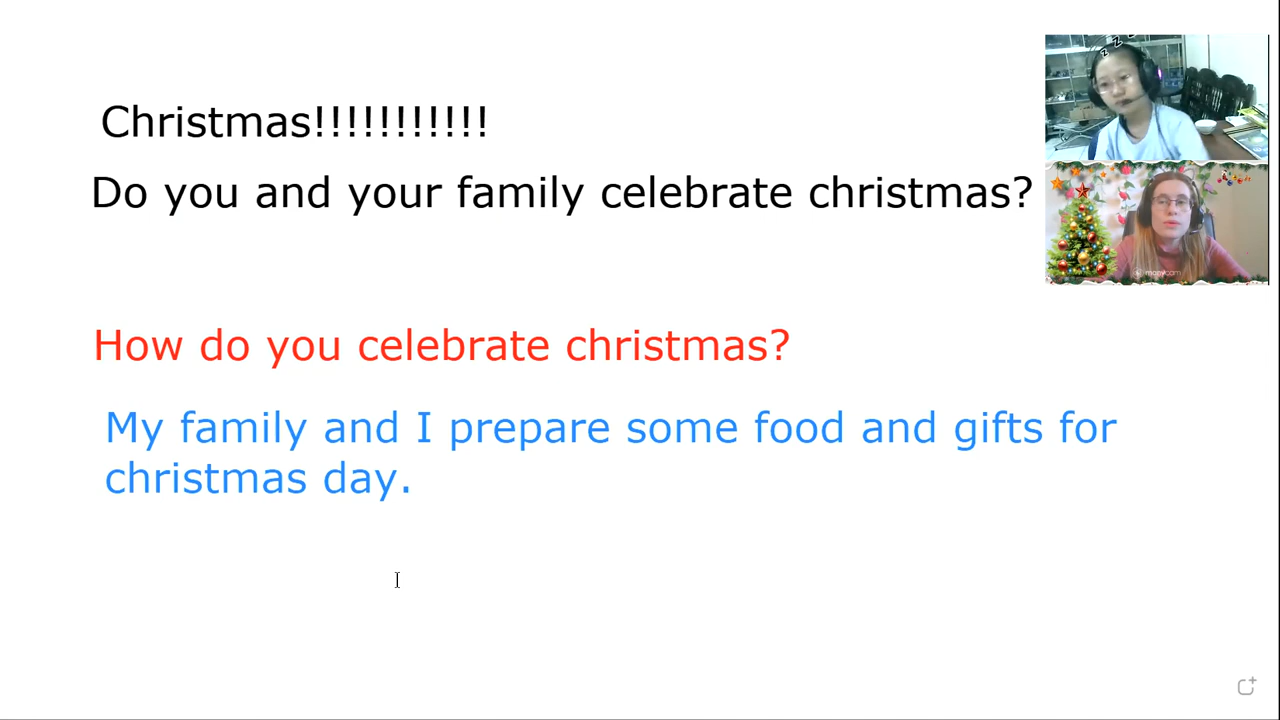 Christmas!!!!!!!!!!!
Do you and your family celebrate christmas?
How do you celebrate christmas?
My family and I prepare some food and gifts for
christmas day.